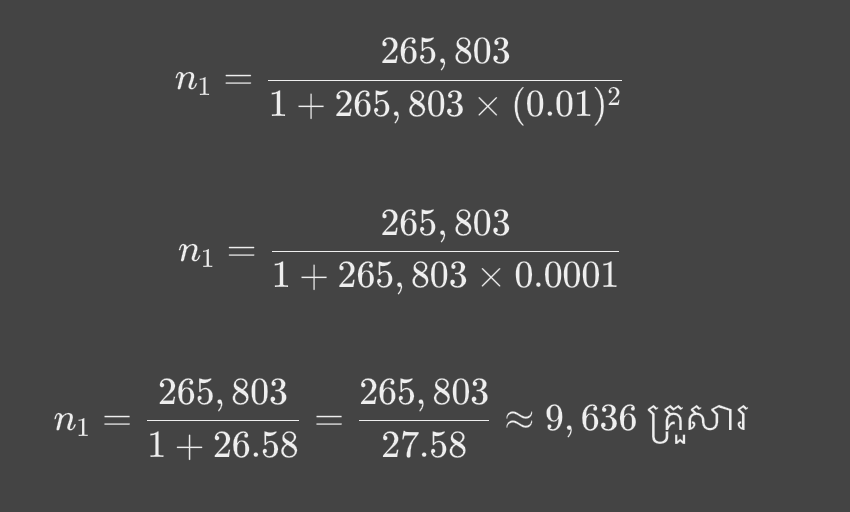 n₁ = 265,803 / (1 + 265,803 × (0.01)²)
n₁ = 265,803 / (1 + 265,803 × 0.0001)
n₁ = 265,803 / (1 + 26.58) = 265,803 / 27.58 ≈ 9,636 គ្រួសារ